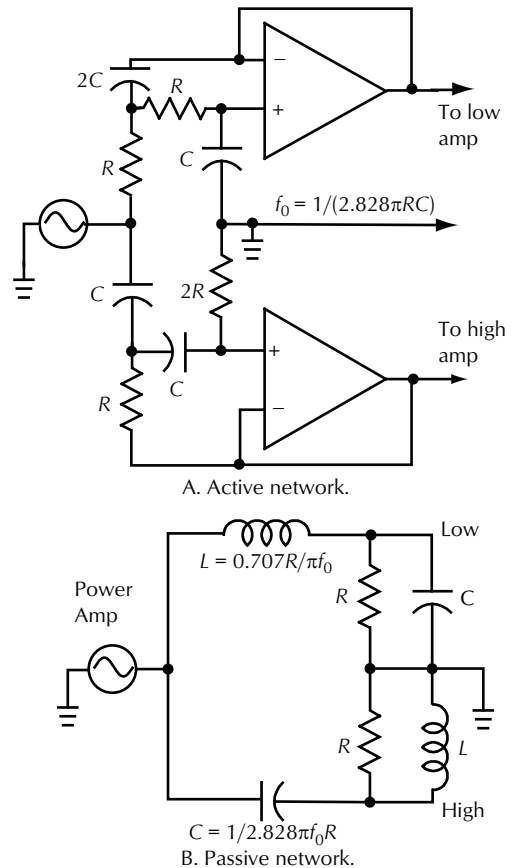 2C
R
−
+
To low
amp
R
C
f₀ = 1/(2.828πRC)
C
2R
To high
amp
+
C
R
−
A. Active network.
Low
L = 0.707R/πf₀
Power
Amp
R
C
R
L
High
C = 1/2.828πf₀R
B. Passive network.